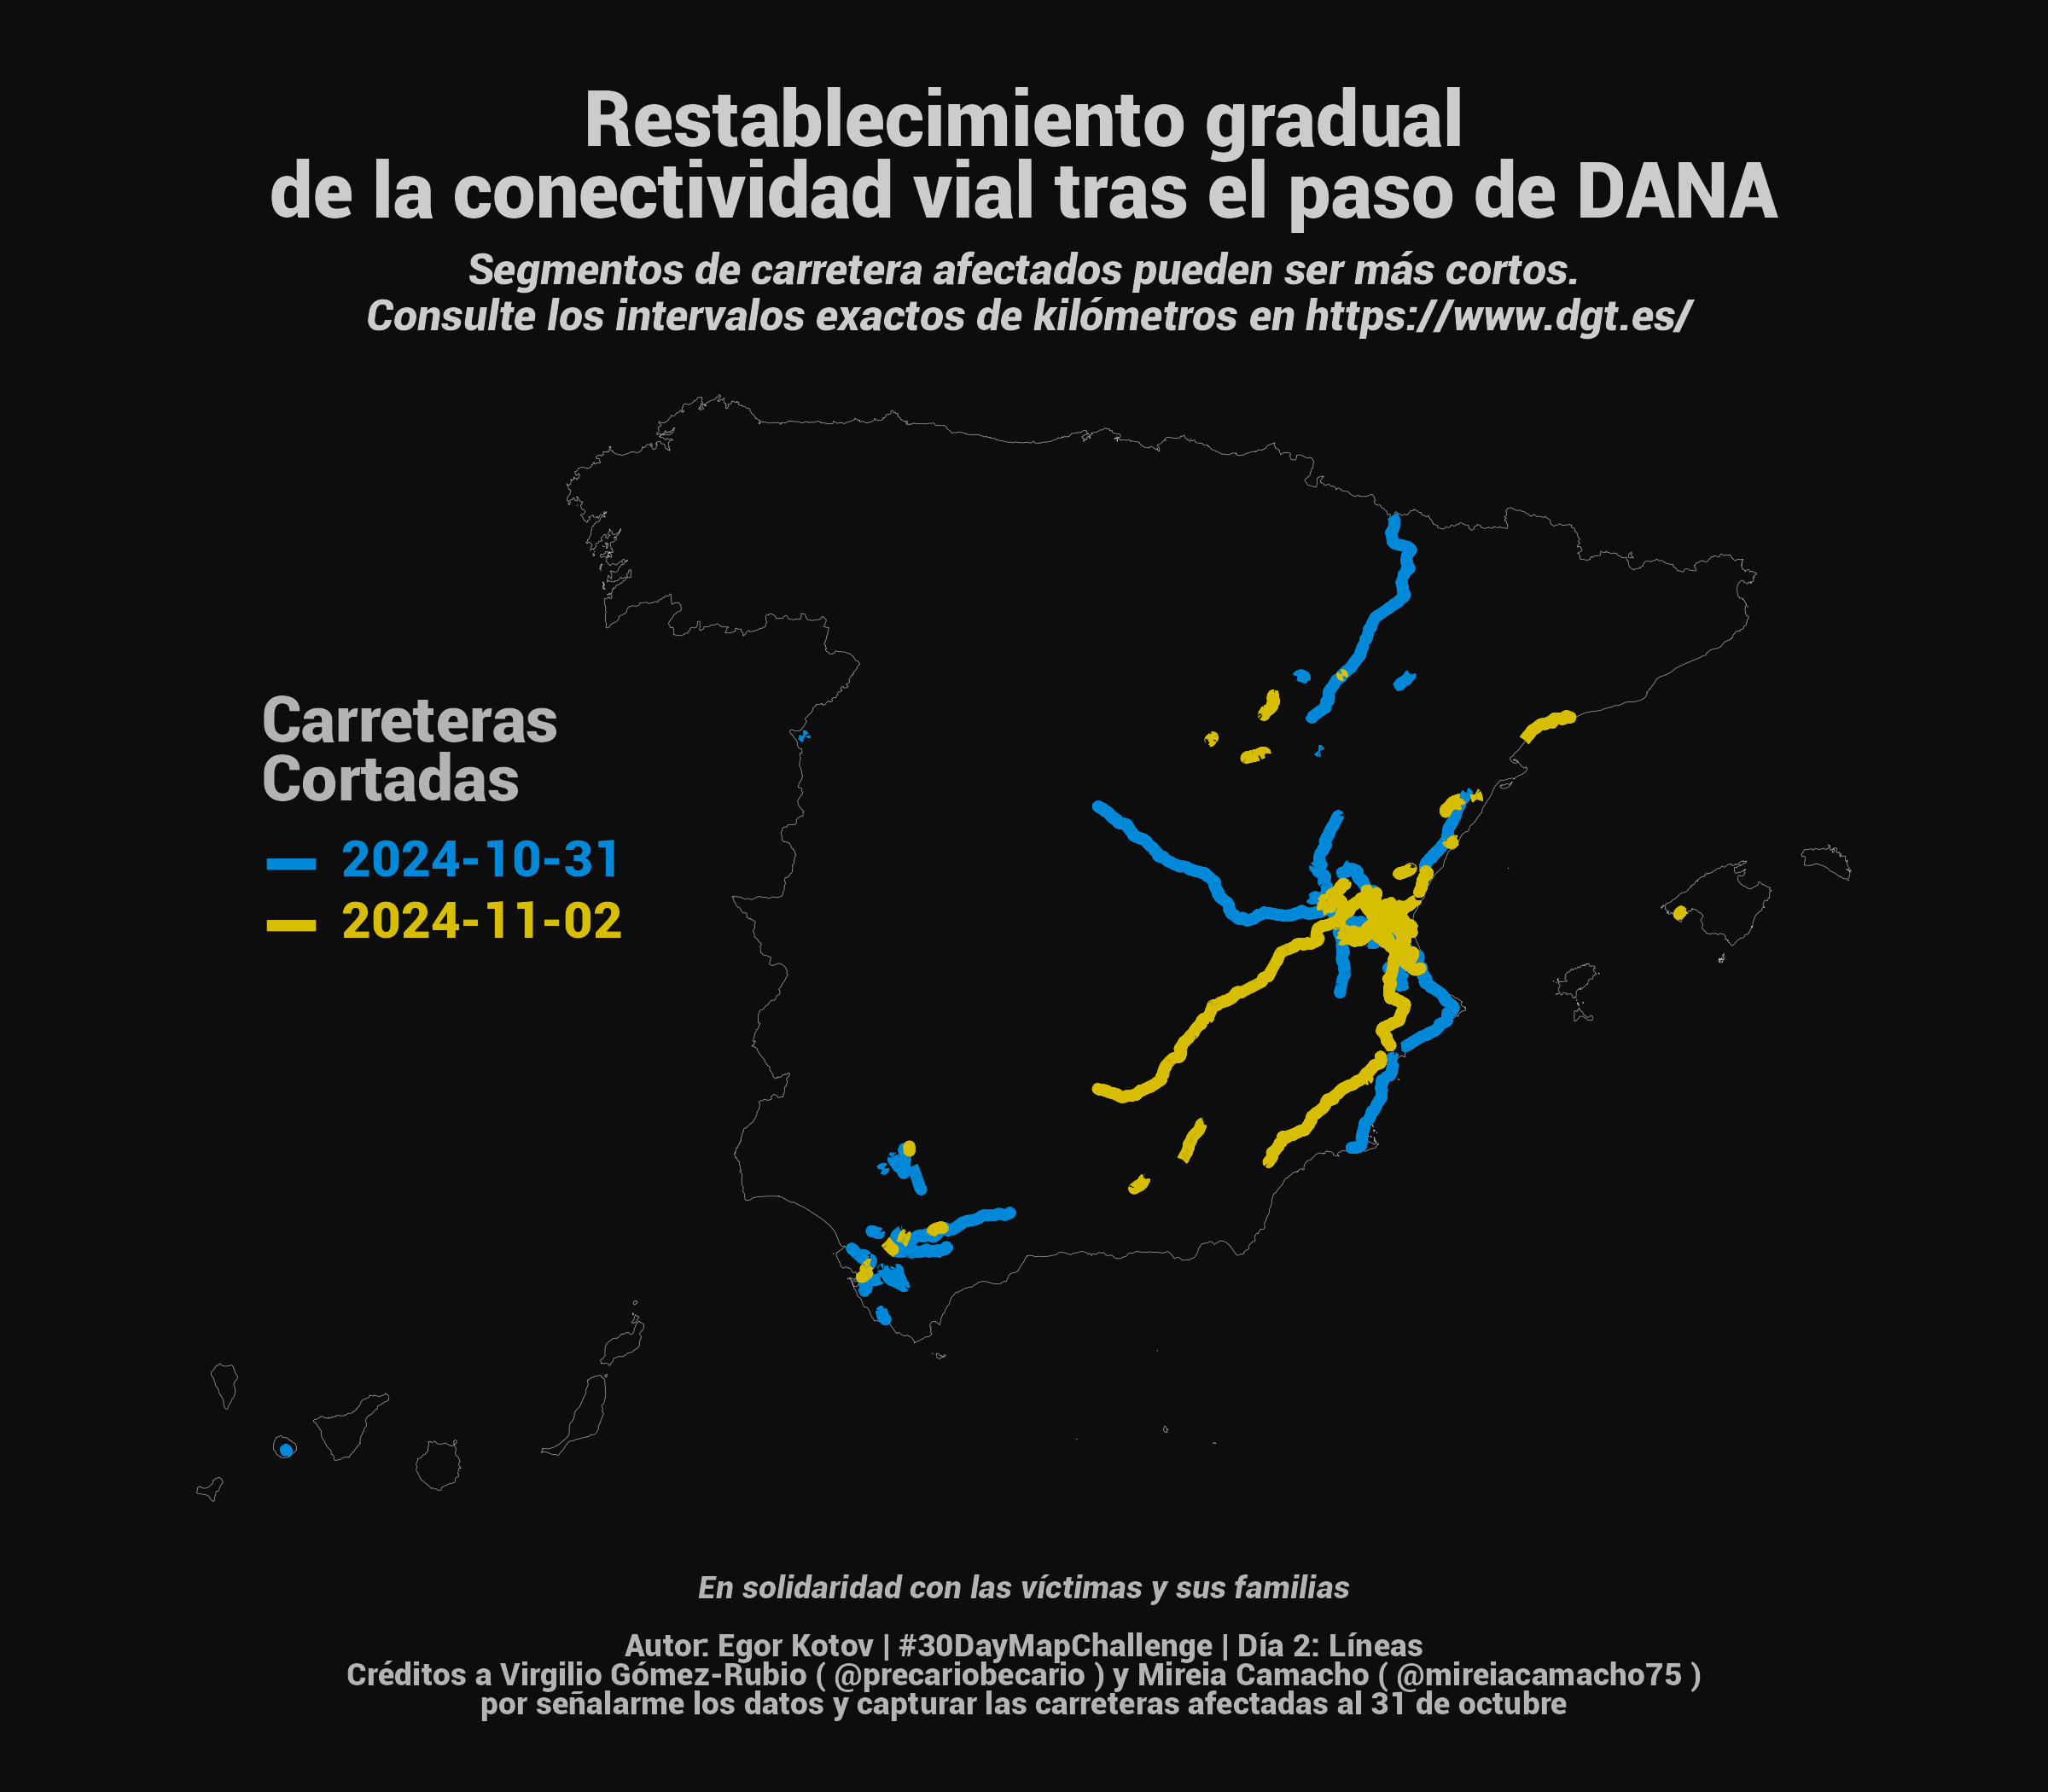 Restablecimiento gradual
de la conectividad vial tras el paso de DANA
Segmentos de carretera afectados pueden ser más cortos.
Consulte los intervalos exactos de kilómetros en https://www.dgt.es/
Carreteras
Cortadas
2024-10-31
2024-11-02
En solidaridad con las víctimas y sus familias
Autor: Egor Kotov | #30DayMapChallenge | Día 2: Líneas
Créditos a Virgilio Gómez-Rubio ( @precariobecario ) y Mireia Camacho ( @mireiacamacho75 )
por señalarme los datos y capturar las carreteras afectadas al 31 de octubre